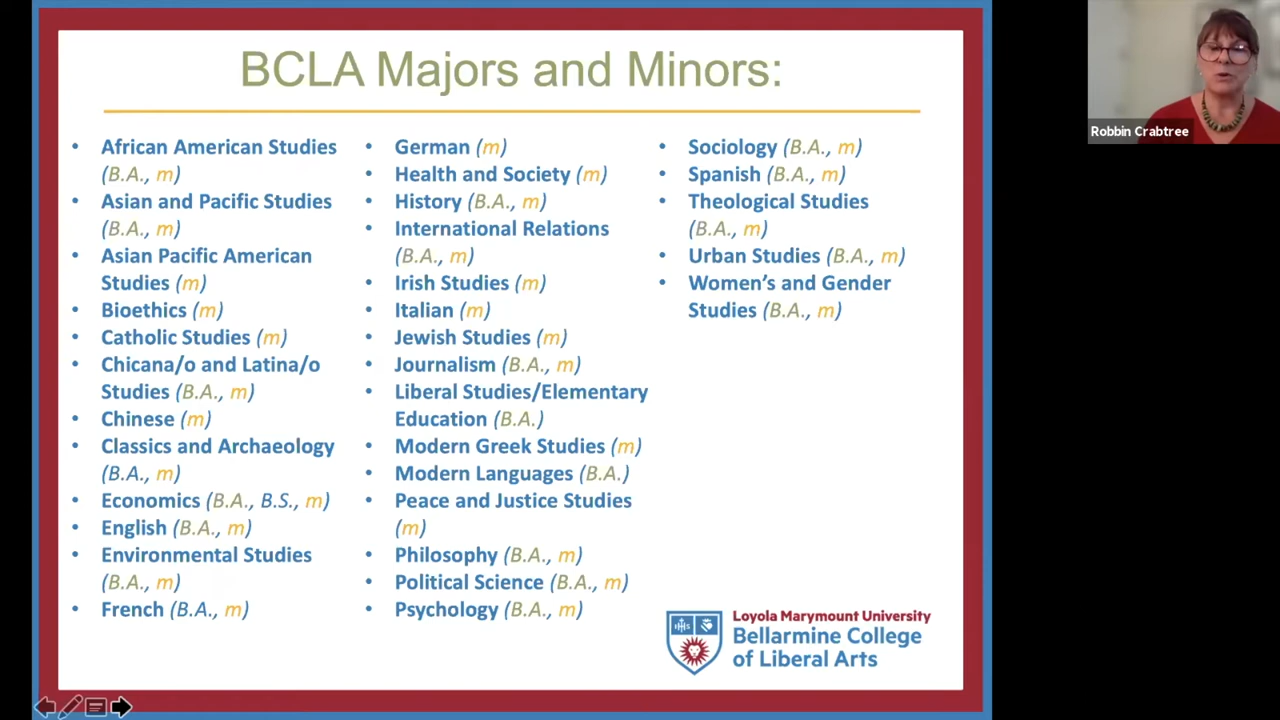 BCLA Majors and Minors:
• African American Studies
(B.A., m)
• Asian and Pacific Studies
(B.A., m)
• Asian Pacific American
Studies (m)
• Bioethics (m)
• Catholic Studies (m)
• Chicana/o and Latina/o
Studies (B.A., m)
• Chinese (m)
• Classics and Archaeology
(B.A., m)
• Economics (B.A., B.S., m)
• English (B.A., m)
• Environmental Studies
(B.A., m)
• French (B.A., m)
• German (m)
• Health and Society (m)
• History (B.A., m)
• International Relations
(B.A., m)
• Irish Studies (m)
• Italian (m)
• Jewish Studies (m)
• Journalism (B.A., m)
• Liberal Studies/Elementary
Education (B.A.)
• Modern Greek Studies (m)
• Modern Languages (B.A.)
• Peace and Justice Studies
(m)
• Philosophy (B.A., m)
• Political Science (B.A., m)
• Psychology (B.A., m)
• Sociology (B.A., m)
• Spanish (B.A., m)
• Theological Studies
(B.A., m)
• Urban Studies (B.A., m)
• Women’s and Gender
Studies (B.A., m)
IHS
Loyola Marymount University
Bellarmine College
of Liberal Arts
Robbin Crabtree